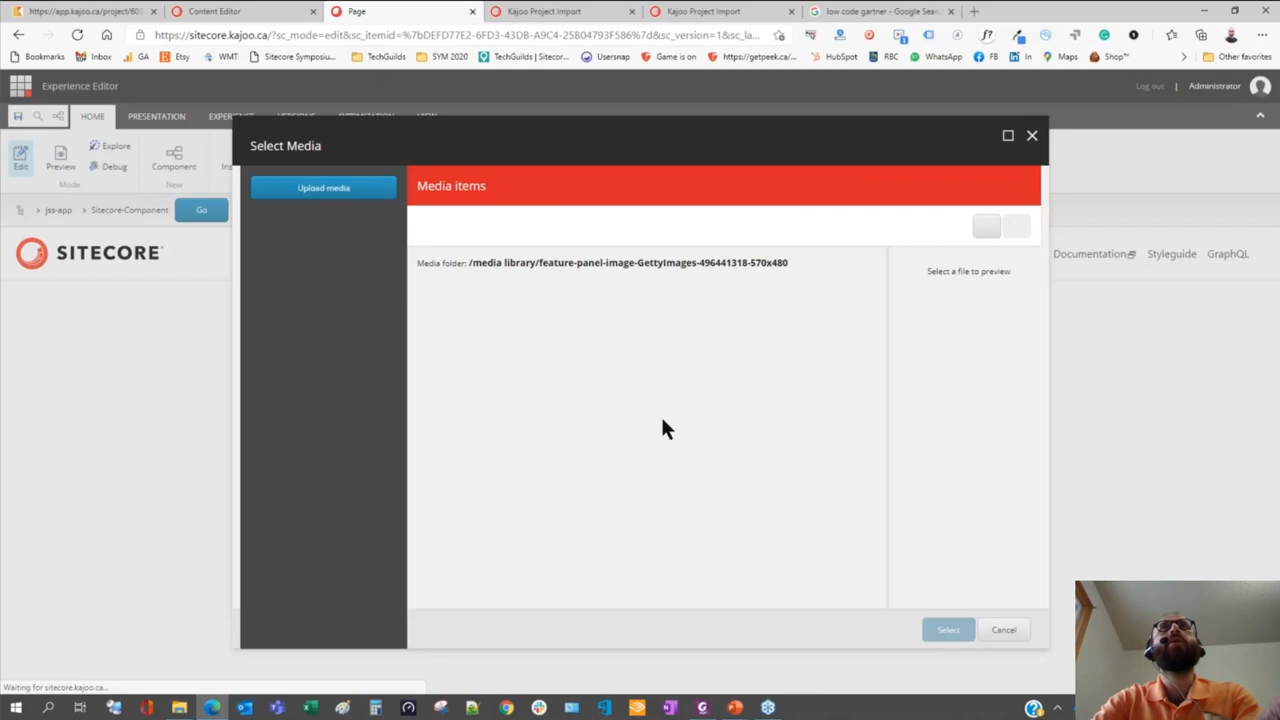 https://app.kajoo.ca/project/605
Content Editor
Page
Kajoo Project Import
Kajoo Project Import
low code gartner - Google Sear
https://sitecore.kajoo.ca/?sc_mode=edit&sc_itemid=%7bDEFD77E2-6FD3-43DB-A9C4-25B04793F586%7d&sc_version=1&sc_la...
Bookmarks
Inbox
GA
Etsy
WMT
Sitecore Symposiu...
TechGuilds
SYM 2020
TechGuilds | Sitecor...
Usersnap
Game is on
https://getpeek.ca/...
HubSpot
RBC
WhatsApp
FB
In
Maps
Shop™
Other favorites
Experience Editor
Log out
Administrator
HOME
PRESENTATION
Edit
Preview
Explore
Debug
Mode
Component
New
jss-app
Sitecore-Component
Go
SITECORE
Documentation
Styleguide
GraphQL
Select Media
Upload media
Media items
Media folder: /media library/feature-panel-image-GettyImages-496441318-570x480
Select a file to preview
Select
Cancel
Waiting for sitecore.kajoo.ca...